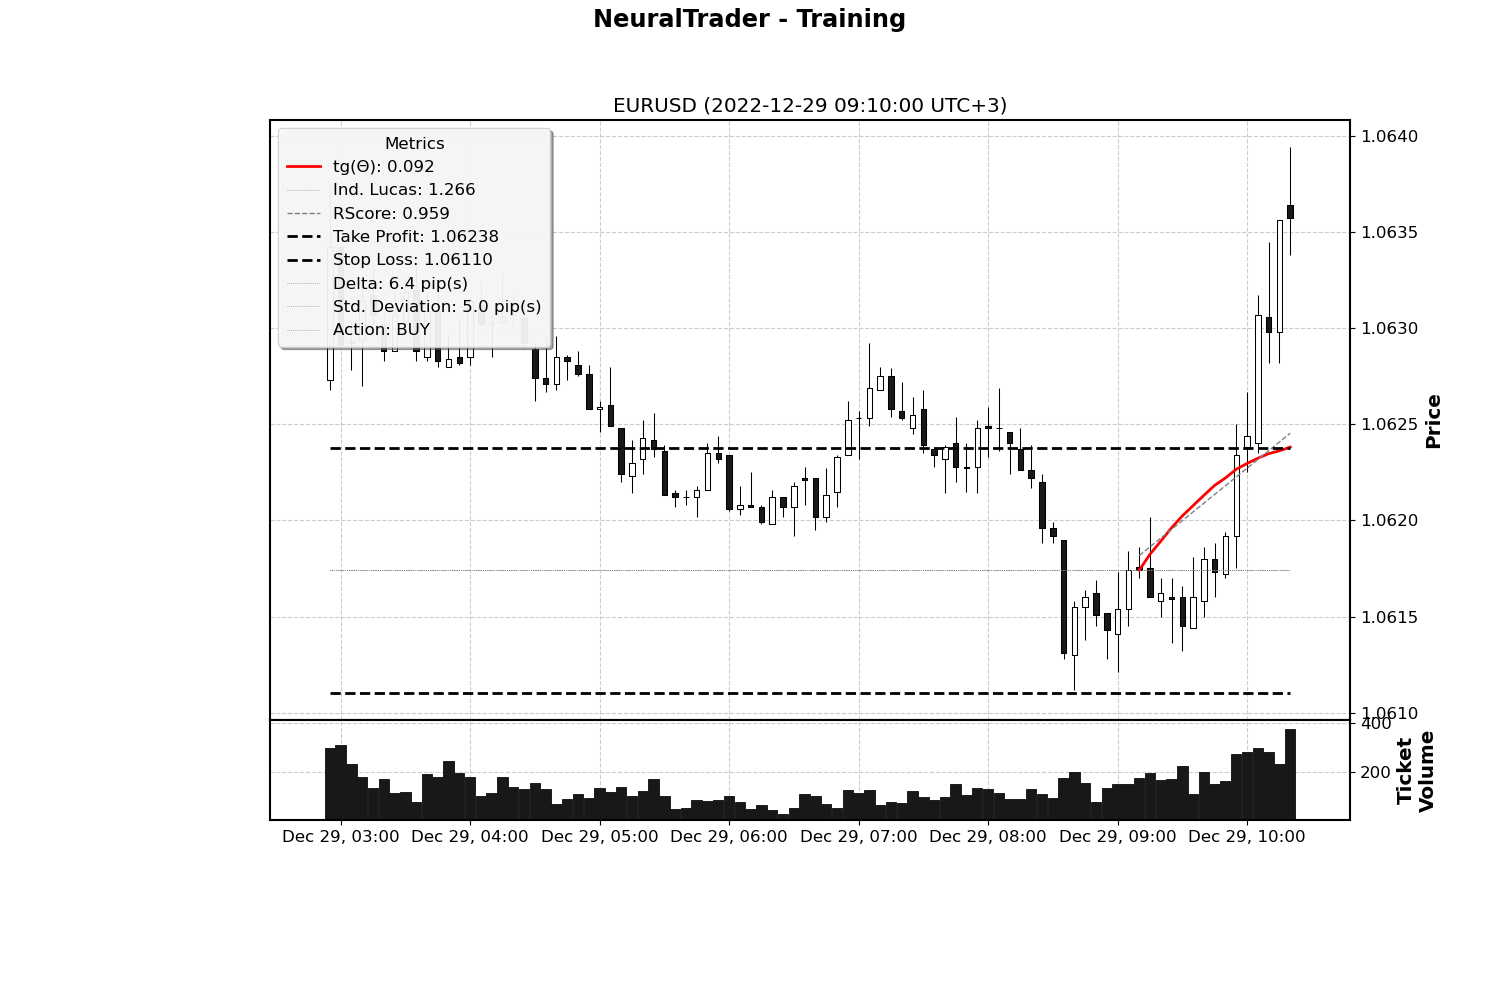 NeuralTrader - Training
EURUSD (2022-12-29 09:10:00 UTC+3)
Metrics
tg(Θ): 0.092
Ind. Lucas: 1.266
RScore: 0.959
Take Profit: 1.06238
Stop Loss: 1.06110
Delta: 6.4 pip(s)
Std. Deviation: 5.0 pip(s)
Action: BUY
1.0640
1.0635
1.0630
1.0625
1.0620
1.0615
1.0610
Price
400
200
Ticket
Volume
Dec 29, 03:00
Dec 29, 04:00
Dec 29, 05:00
Dec 29, 06:00
Dec 29, 07:00
Dec 29, 08:00
Dec 29, 09:00
Dec 29, 10:00